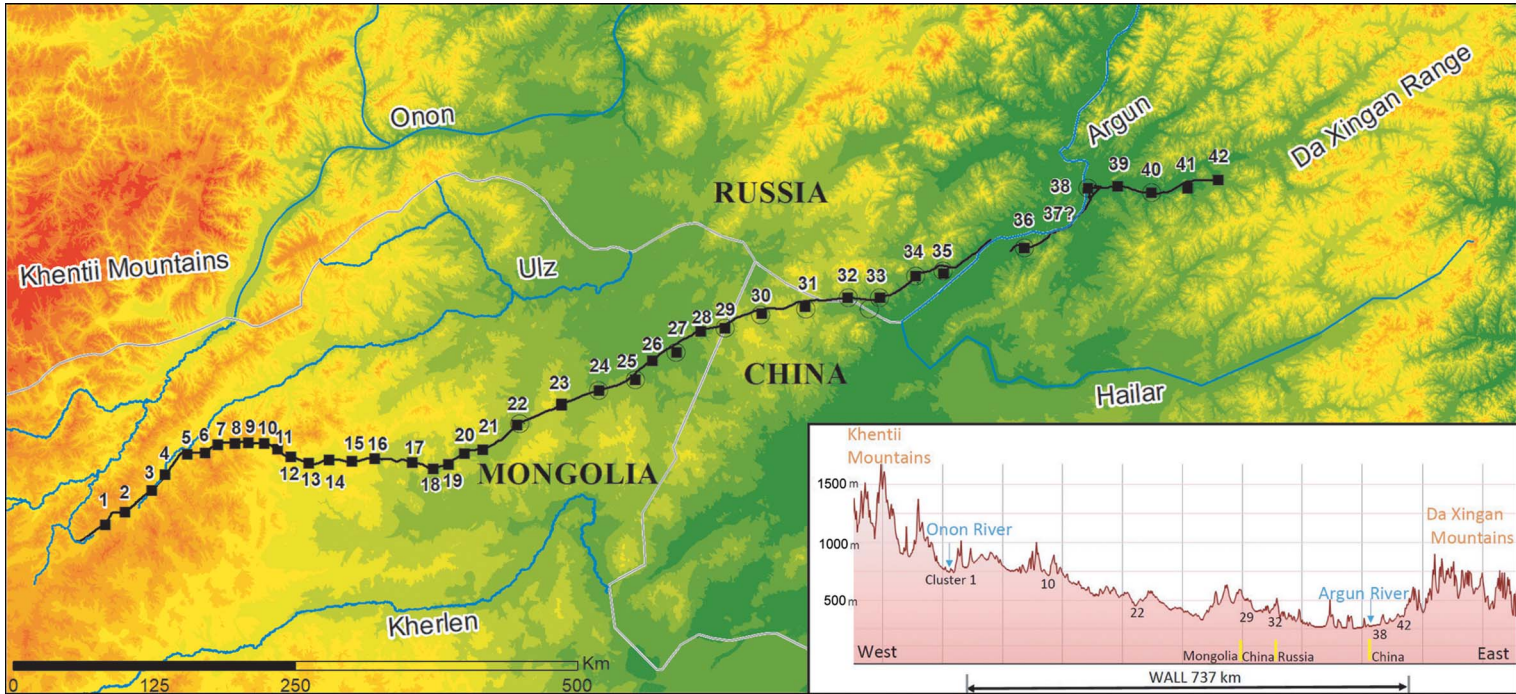 Onon
Argun
Da Xingan Range
RUSSIA
Khentii Mountains
Ulz
CHINA
MONGOLIA
Hailar
Kherlen
1
2
3
4
5
6
7
8
9
10
11
12
13
14
15
16
17
18
19
20
21
22
23
24
25
26
27
28
29
30
31
32
33
34
35
36
37?
38
39
40
41
42
0
125
250
500
Km
Khentii
Mountains
1500 m
1000 m
500 m
Onon River
Cluster 1
10
22
29
32
38
42
Argun River
Da Xingan
Mountains
West
Mongolia
China
Russia
China
East
WALL 737 km